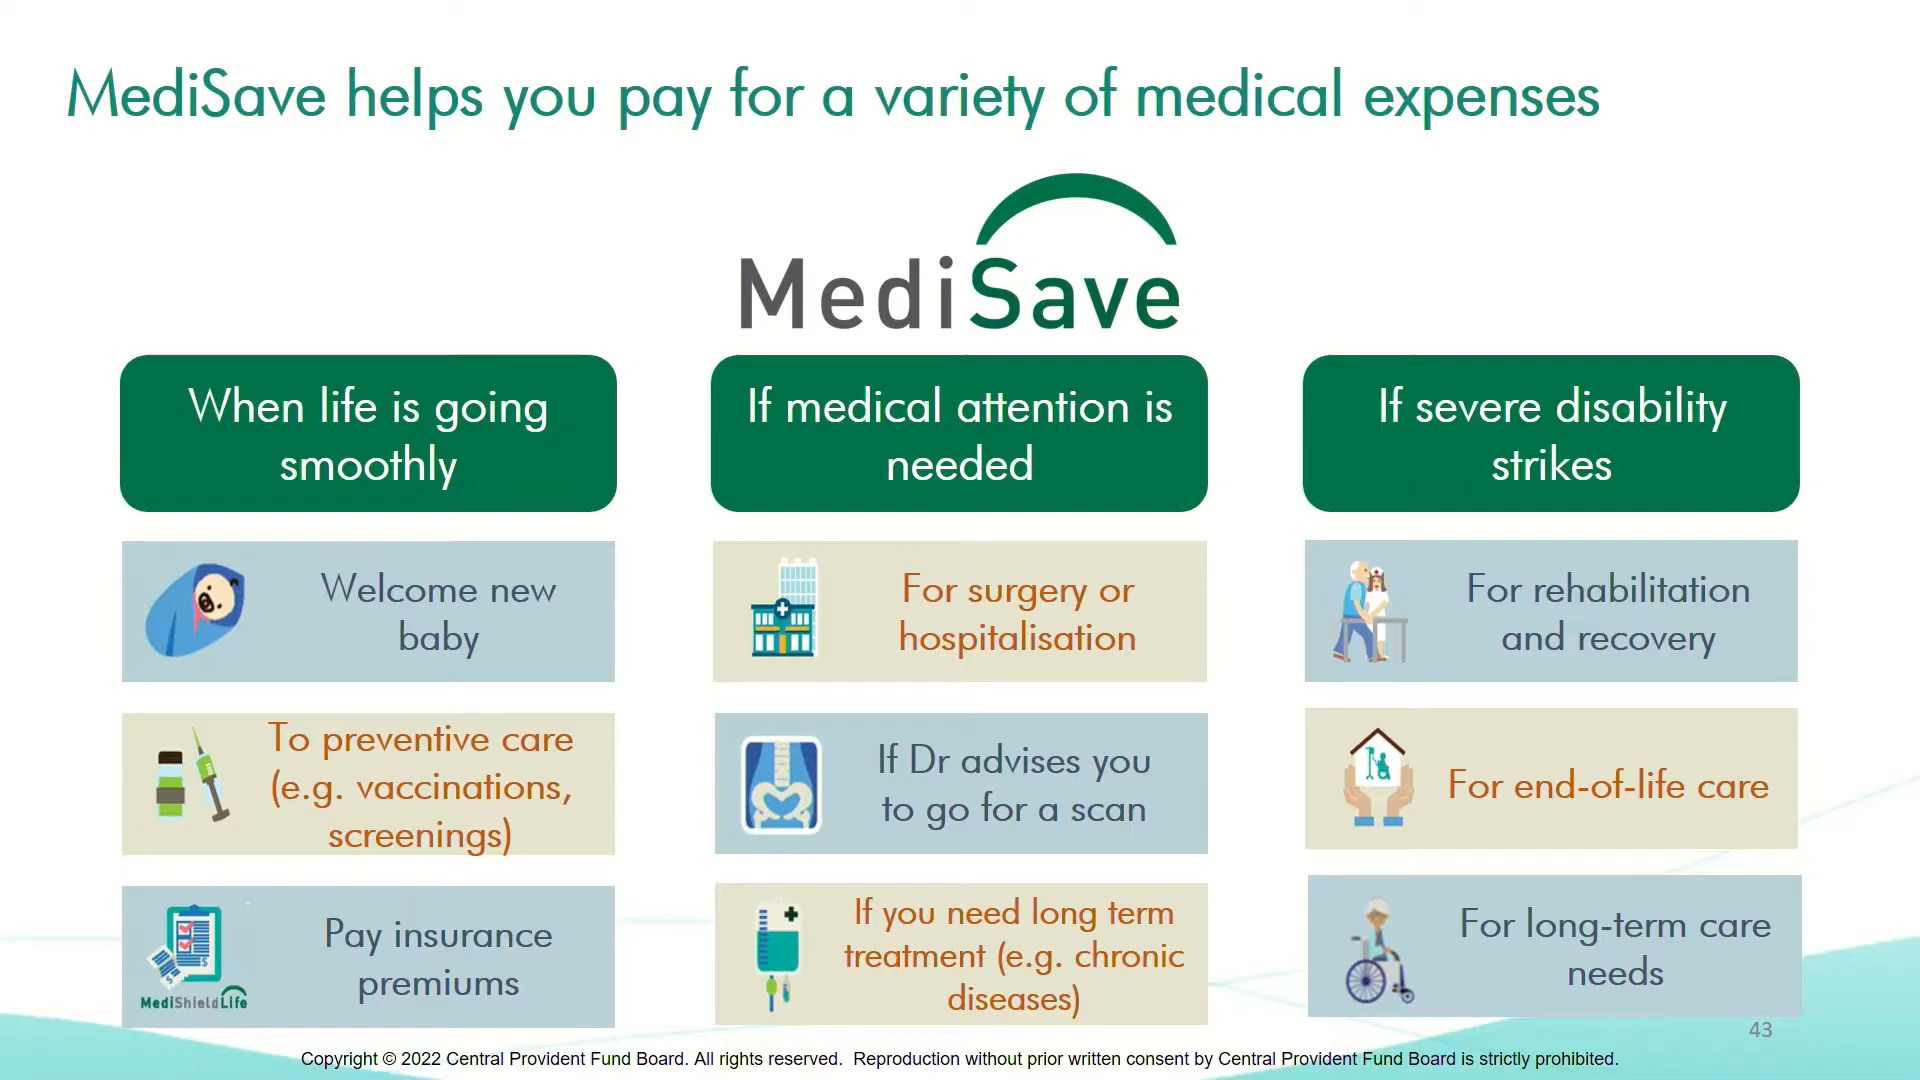 MediSave helps you pay for a variety of medical expenses
MediSave
When life is going
smoothly
Welcome new
baby
To preventive care
(e.g. vaccinations,
screenings)
MediShieldLife
Pay insurance
premiums
If medical attention is
needed
For surgery or
hospitalisation
If Dr advises you
to go for a scan
If you need long term
treatment (e.g. chronic
diseases)
If severe disability
strikes
For rehabilitation
and recovery
For end-of-life care
For long-term care
needs
43
Copyright © 2022 Central Provident Fund Board. All rights reserved. Reproduction without prior written consent by Central Provident Fund Board is strictly prohibited.